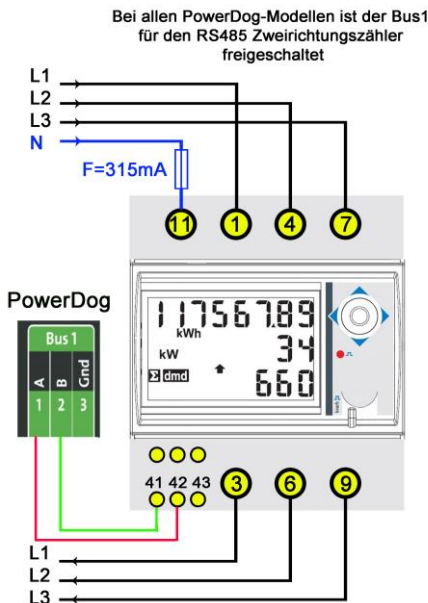 Bei allen PowerDog-Modellen ist der Bus1
für den RS485 Zweirichtungszähler
freigeschaltet
L1
L2
L3
N
F=315mA
11 1 4 7
PowerDog
Bus 1
A B Gnd
1 2 3
117567.89
kWh
kW 34
Σ dmd 660
41 42 43 3 6 9
L1
L2
L3